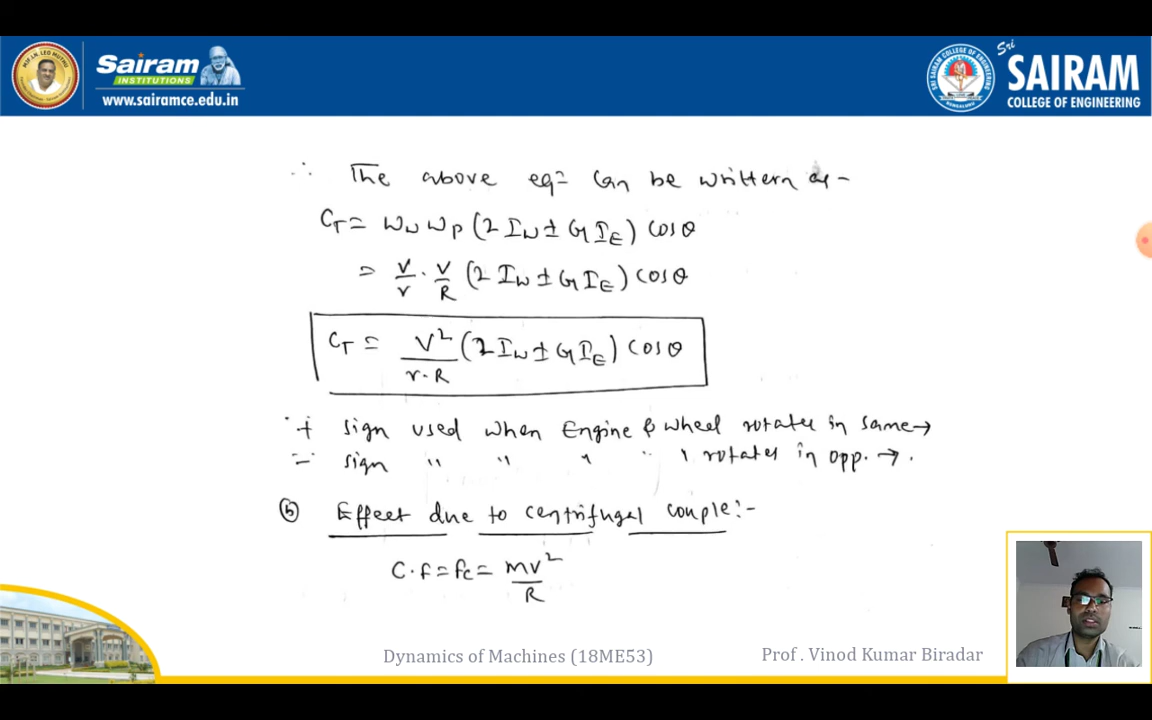 Sairam
INSTITUTIONS
www.sairamce.edu.in
Sri
SAIRAM
COLLEGE OF ENGINEERING
∴ The above eqn can be writtern as-
C_T = ω_w ω_p (2 I_w ± G I_E) cos θ
= V/r · V/R (2 I_w ± G I_E) cos θ
C_T = V²/r·R (2 I_w ± G I_E) cos θ
+ sign used when Engine & wheel rotates in same →
- sign " " " " " rotates in opp. → .
(b) Effect due to centrifugal couple:-
C.f = fc = mv²/R
Dynamics of Machines (18ME53)
Prof . Vinod Kumar Biradar